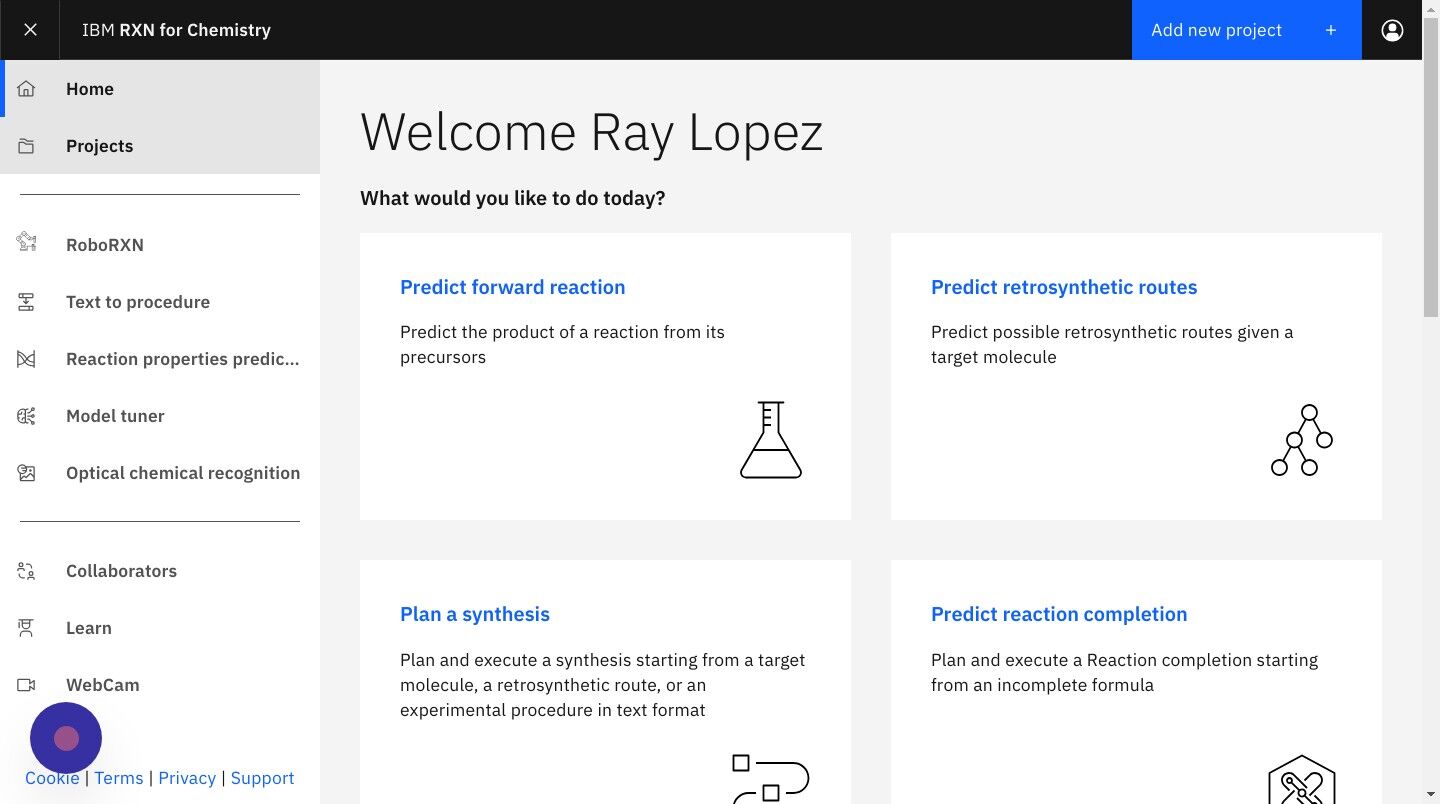 IBM RXN for Chemistry
Add new project +
Home
Projects
RoboRXN
Text to procedure
Reaction properties predic...
Model tuner
Optical chemical recognition
Collaborators
Learn
WebCam
Cookie | Terms | Privacy | Support
Welcome Ray Lopez
What would you like to do today?
Predict forward reaction
Predict the product of a reaction from its
precursors
Predict retrosynthetic routes
Predict possible retrosynthetic routes given a
target molecule
Plan a synthesis
Plan and execute a synthesis starting from a target
molecule, a retrosynthetic route, or an
experimental procedure in text format
Predict reaction completion
Plan and execute a Reaction completion starting
from an incomplete formula